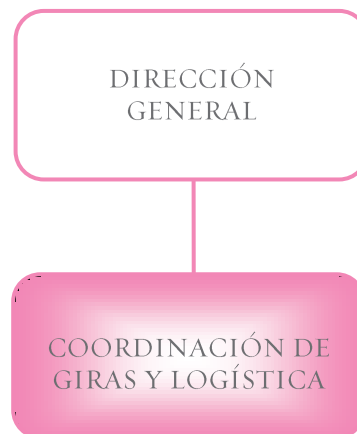 DIRECCIÓN
GENERAL
COORDINACIÓN DE
GIRAS Y LOGÍSTICA